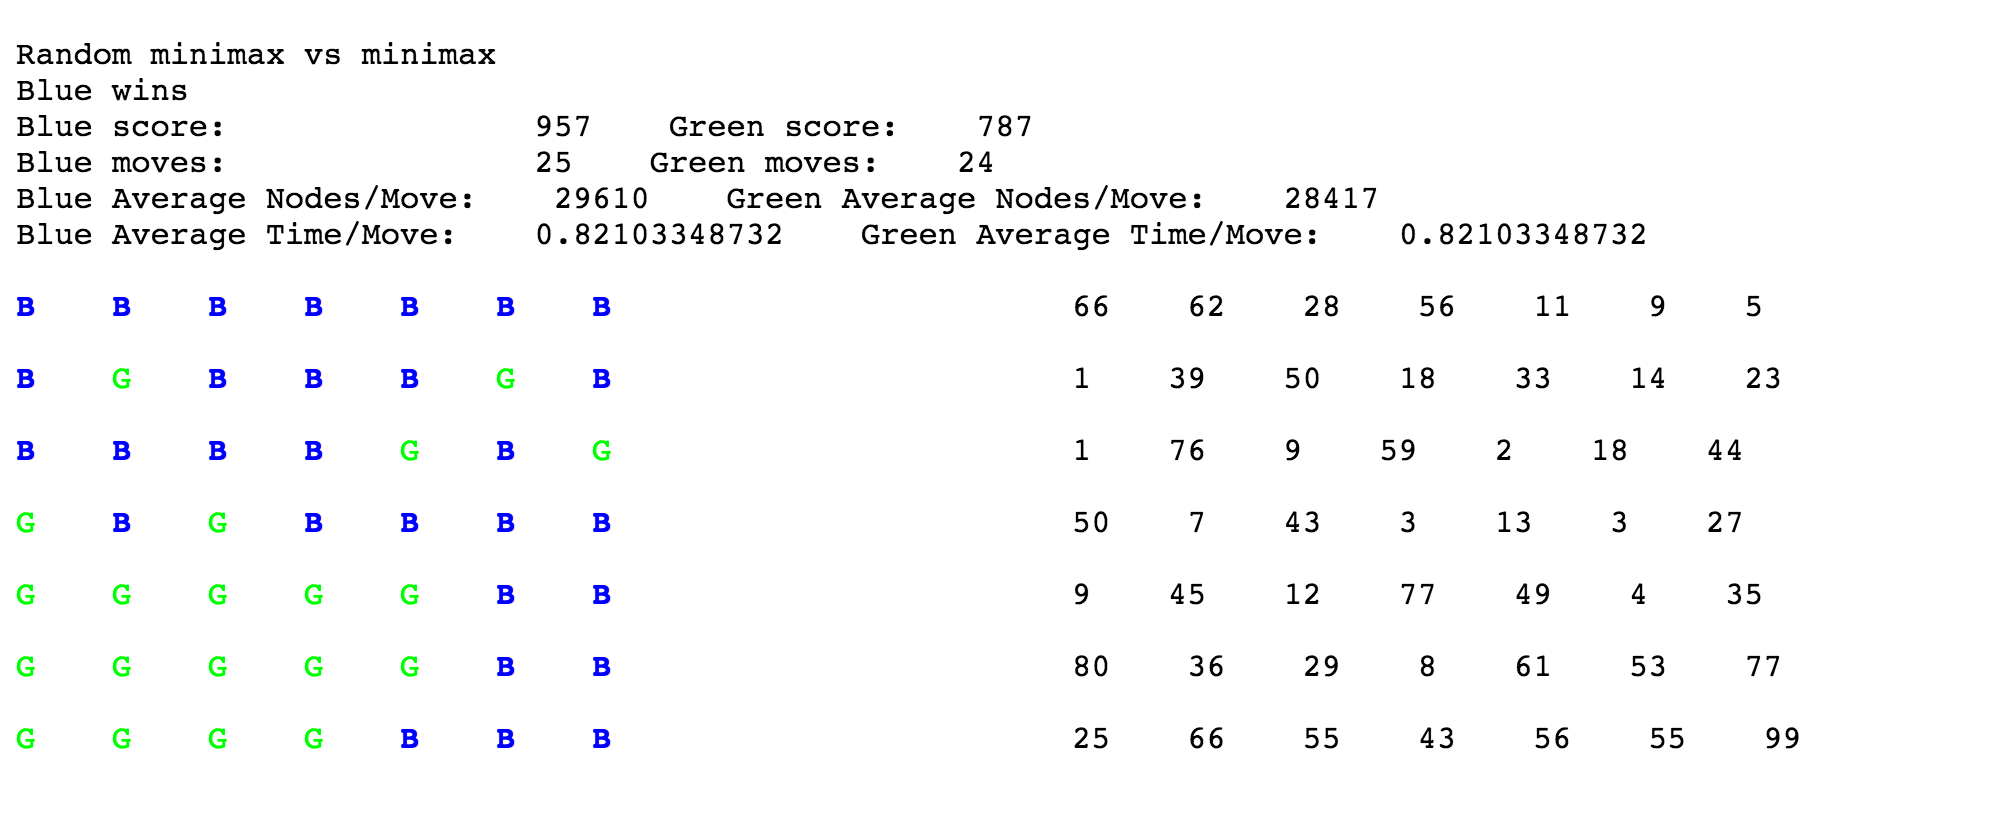 Random minimax vs minimax
Blue wins
Blue score: 957 Green score: 787
Blue moves: 25 Green moves: 24
Blue Average Nodes/Move: 29610 Green Average Nodes/Move: 28417
Blue Average Time/Move: 0.82103348732 Green Average Time/Move: 0.82103348732
B B B B B B B 66 62 28 56 11 9 5
B G B B B G B 1 39 50 18 33 14 23
B B B B G B G 1 76 9 59 2 18 44
G B G B B B B 50 7 43 3 13 3 27
G G G G G B B 9 45 12 77 49 4 35
G G G G G B B 80 36 29 8 61 53 77
G G G G B B B 25 66 55 43 56 55 99